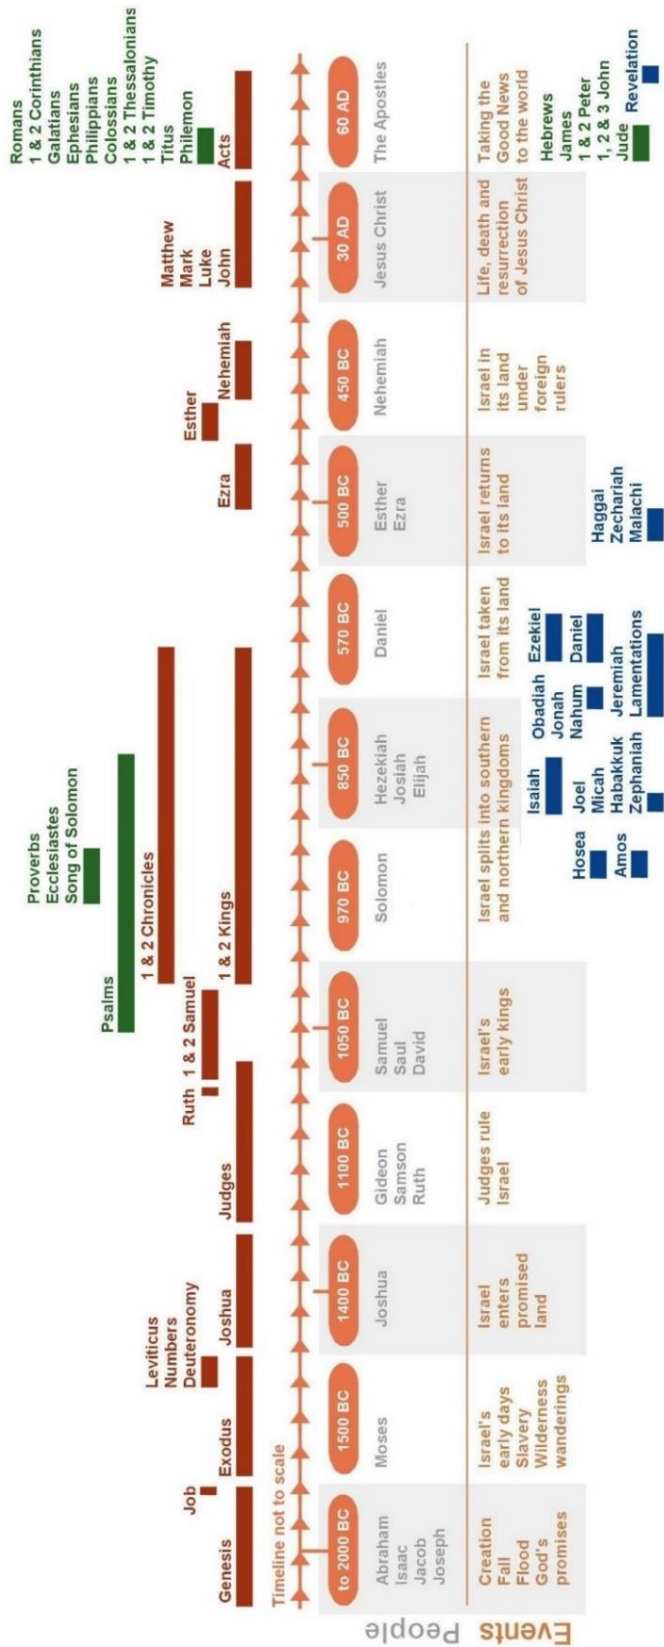 Romans
1 & 2 Corinthians
Galatians
Ephesians
Philippians
Colossians
1 & 2 Thessalonians
1 & 2 Timothy
Titus
Philemon
Proverbs
Ecclesiastes
Song of Solomon
Psalms
1 & 2 Chronicles
Leviticus
Numbers
Deuteronomy
Job
Ruth
1 & 2 Samuel
Esther
Matthew
Mark
Luke
John
Genesis
Exodus
Joshua
Judges
1 & 2 Kings
Ezra
Nehemiah
Acts
Timeline not to scale
to 2000 BC
1500 BC
1400 BC
1100 BC
1050 BC
970 BC
850 BC
570 BC
500 BC
450 BC
30 AD
60 AD
People
Abraham
Isaac
Jacob
Joseph
Moses
Joshua
Gideon
Samson
Ruth
Samuel
Saul
David
Solomon
Hezekiah
Josiah
Elijah
Daniel
Esther
Ezra
Nehemiah
Jesus Christ
The Apostles
Events
Creation
Fall
Flood
God's
promises
Israel's
early days
Slavery
Wilderness
wanderings
Israel
enters
promised
land
Judges rule
Israel
Israel's
early kings
Israel splits into southern
and northern kingdoms
Israel taken
from its land
Israel returns
to its land
Israel in
its land
under
foreign
rulers
Life, death and
resurrection
of Jesus Christ
Taking the
Good News
to the world
Hosea
Amos
Isaiah
Joel
Micah
Habakkuk
Zephaniah
Obadiah
Jonah
Nahum
Jeremiah
Lamentations
Ezekiel
Daniel
Haggai
Zechariah
Malachi
Hebrews
James
1 & 2 Peter
1, 2 & 3 John
Jude
Revelation